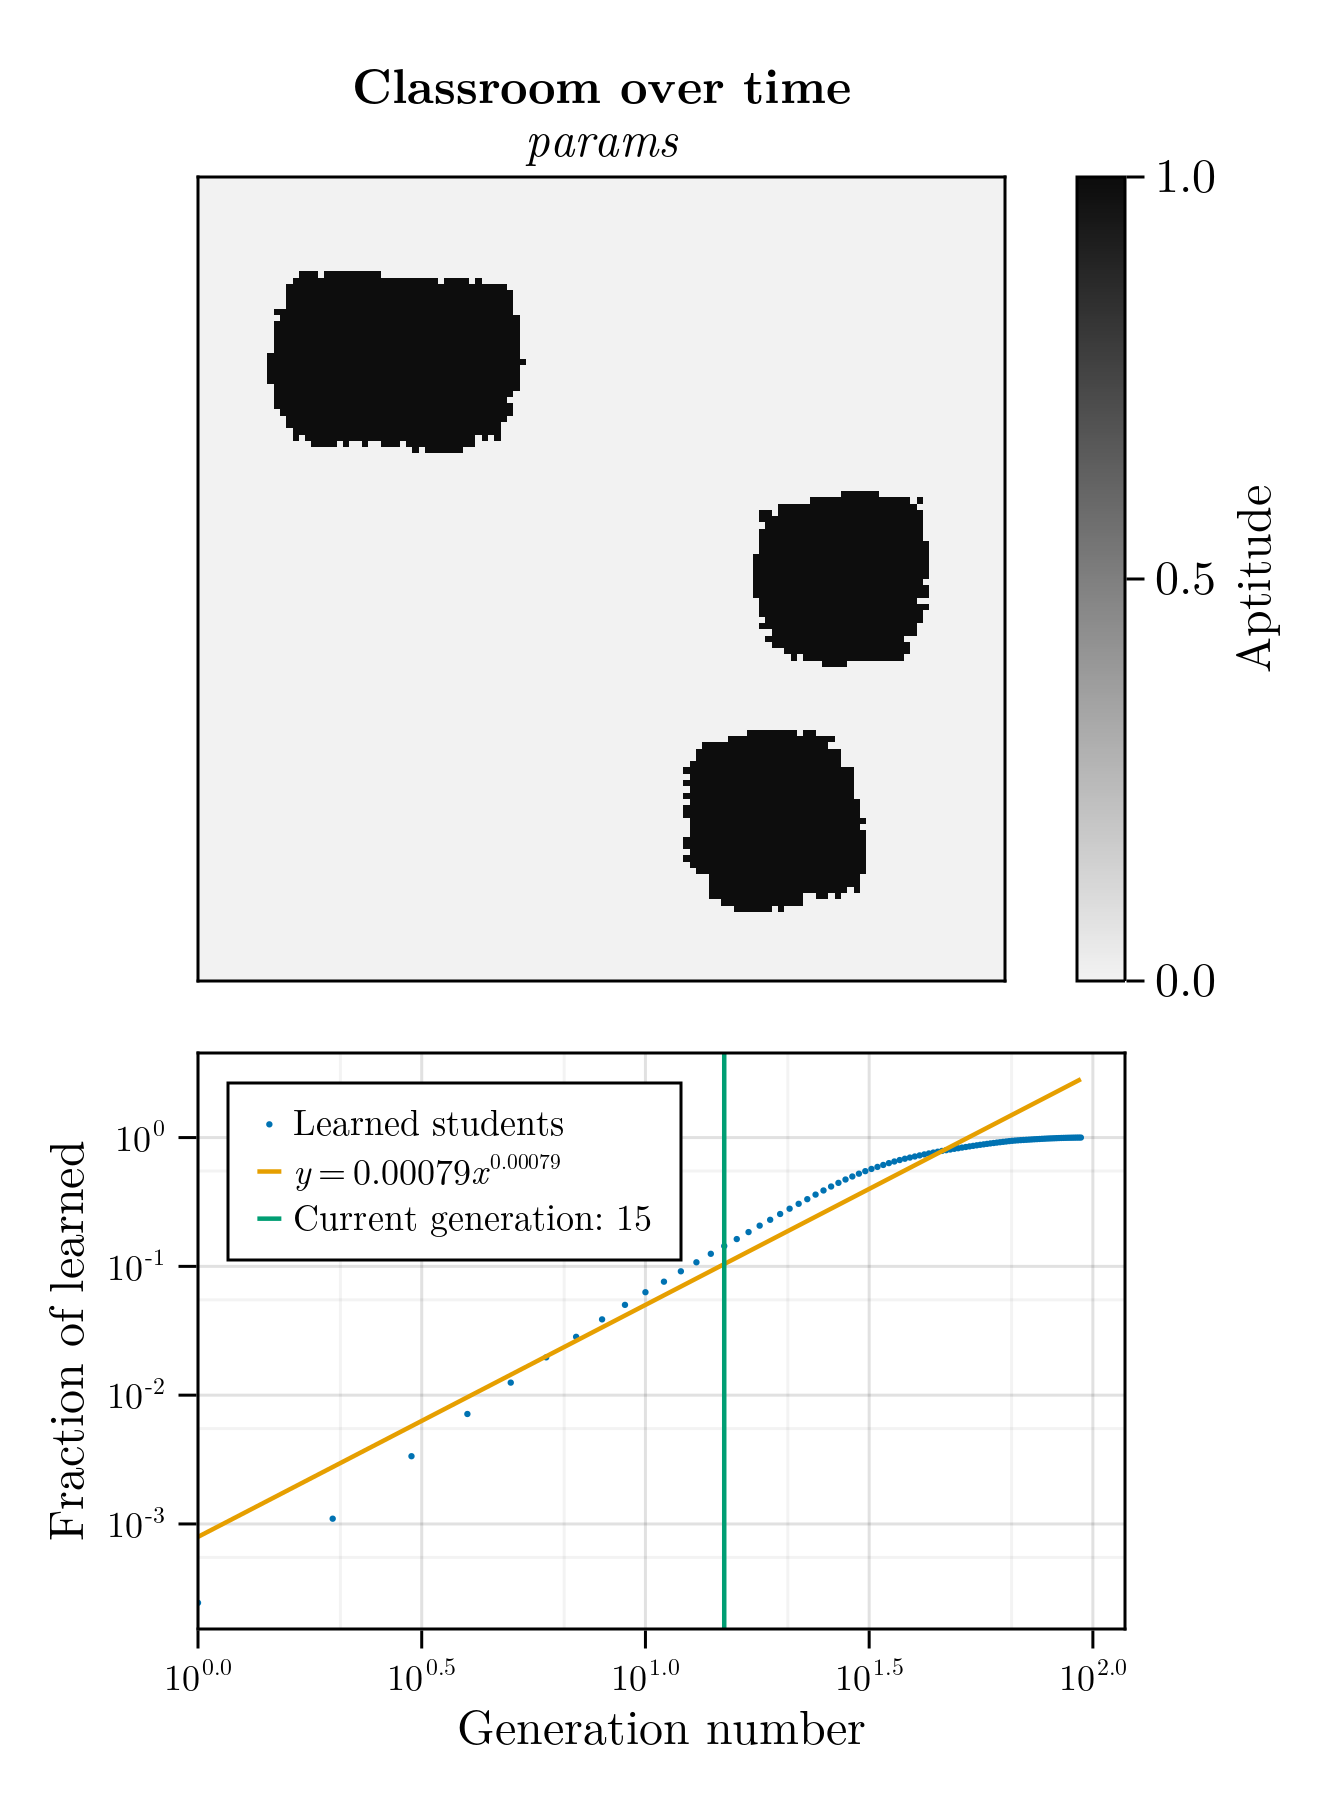 Classroom over time
params
1.0
0.5
0.0
Aptitude
Learned students
y = 0.00079x^0.00079
Current generation: 15
10^0
10^-1
10^-2
10^-3
Fraction of learned
10^0.0 10^0.5 10^1.0 10^1.5 10^2.0
Generation number